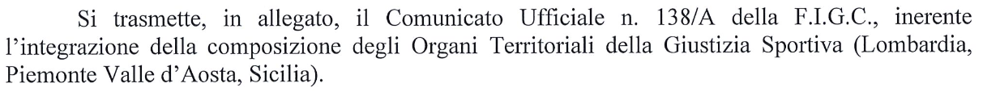 Si trasmette, in allegato, il Comunicato Ufficiale n. 138/A della F.I.G.C., inerente
l'integrazione della composizione degli Organi Territoriali della Giustizia Sportiva (Lombardia,
Piemonte Valle d'Aosta, Sicilia).